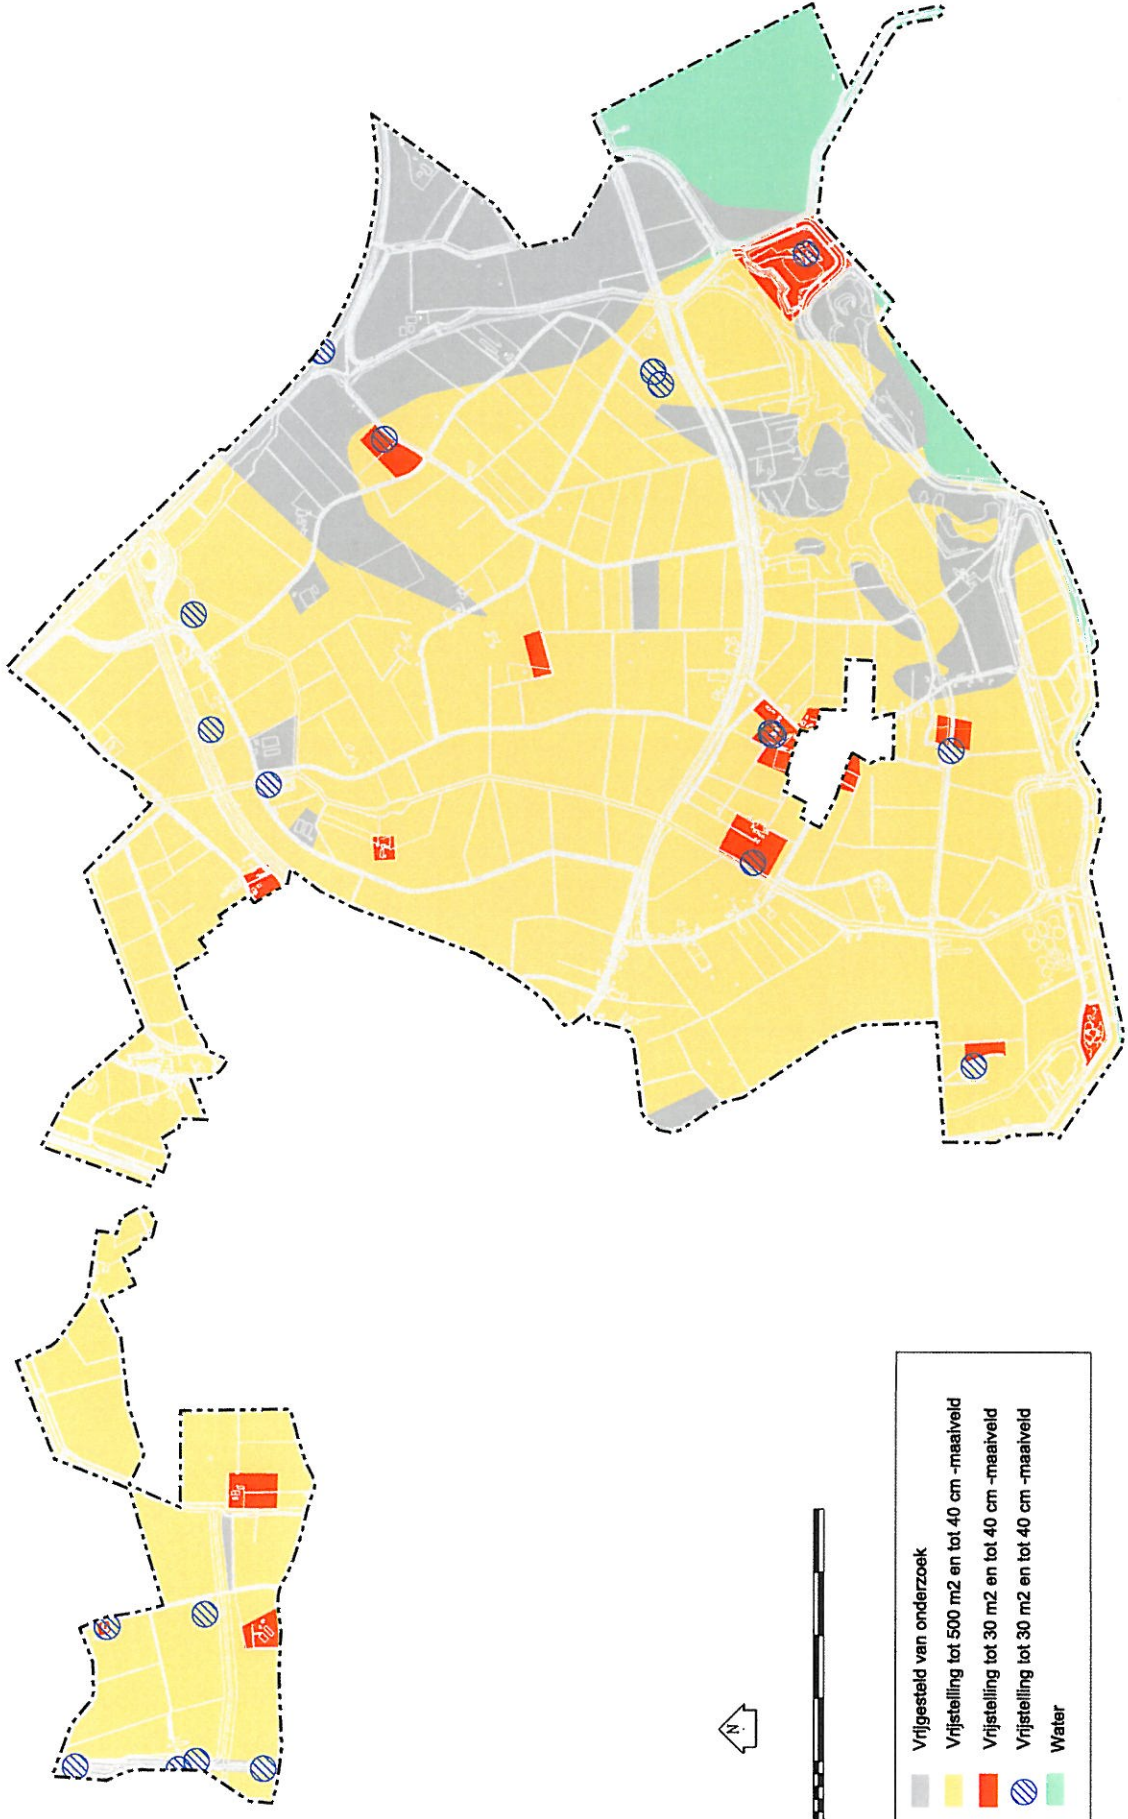 N
Vrijgesteld van onderzoek
Vrijstelling tot 500 m2 en tot 40 cm -maaiveld
Vrijstelling tot 30 m2 en tot 40 cm -maaiveld
Vrijstelling tot 30 m2 en tot 40 cm -maaiveld
Water